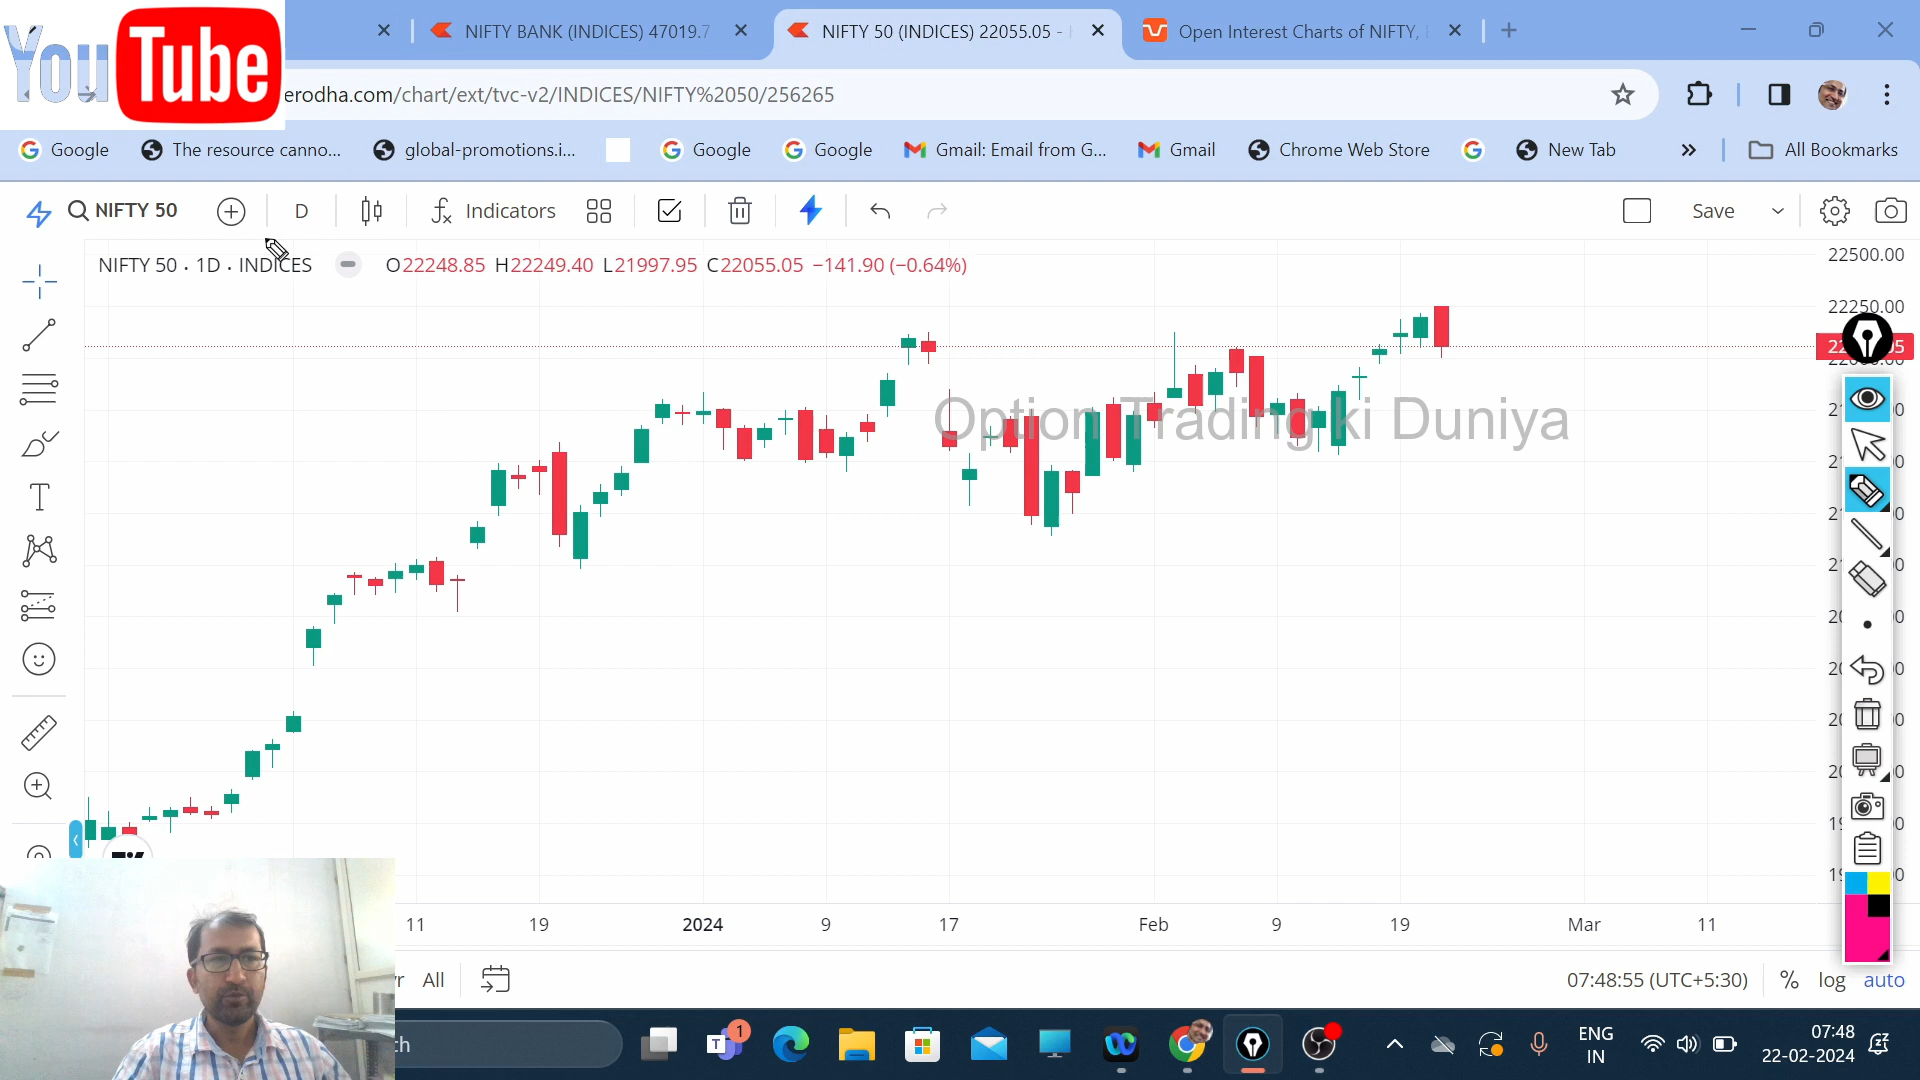 YouTube
NIFTY BANK (INDICES) 47019.7
NIFTY 50 (INDICES) 22055.05 -
Open Interest Charts of NIFTY,
erodha.com/chart/ext/tvc-v2/INDICES/NIFTY%2050/256265
Google
The resource canno...
global-promotions.i...
Google
Google
Gmail: Email from G...
Gmail
Chrome Web Store
New Tab
All Bookmarks
NIFTY 50
D
Indicators
Save
NIFTY 50 · 1D · INDICES
O22248.85 H22249.40 L21997.95 C22055.05 −141.90 (−0.64%)
22500.00
22250.00
Option Trading ki Duniya
11
19
2024
9
17
Feb
9
19
Mar
11
All
07:48:55 (UTC+5:30)
%
log
auto
1
ENG
IN
07:48
22-02-2024